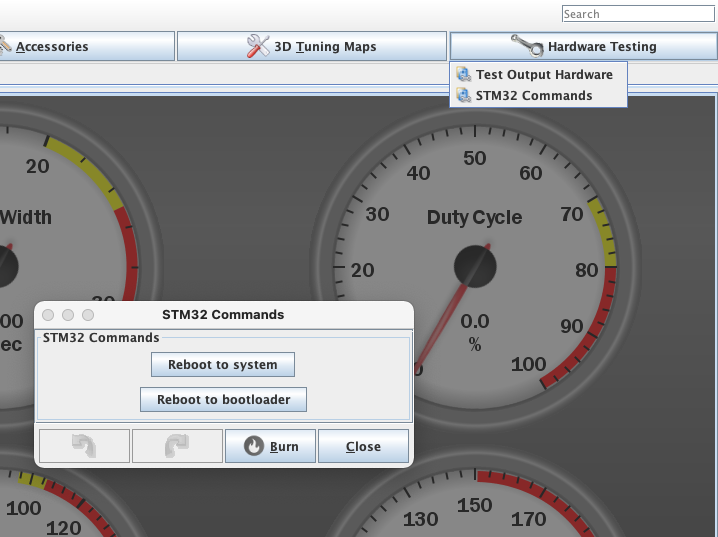 Search
Accessories
3D Tuning Maps
Hardware Testing
Test Output Hardware
STM32 Commands
20
Width
30
00
ec
20
30
40
50
60
70
80
90
100
Duty Cycle
0.0
%
0
STM32 Commands
STM32 Commands
Reboot to system
Reboot to bootloader
Burn
Close
100
120
130
150
170